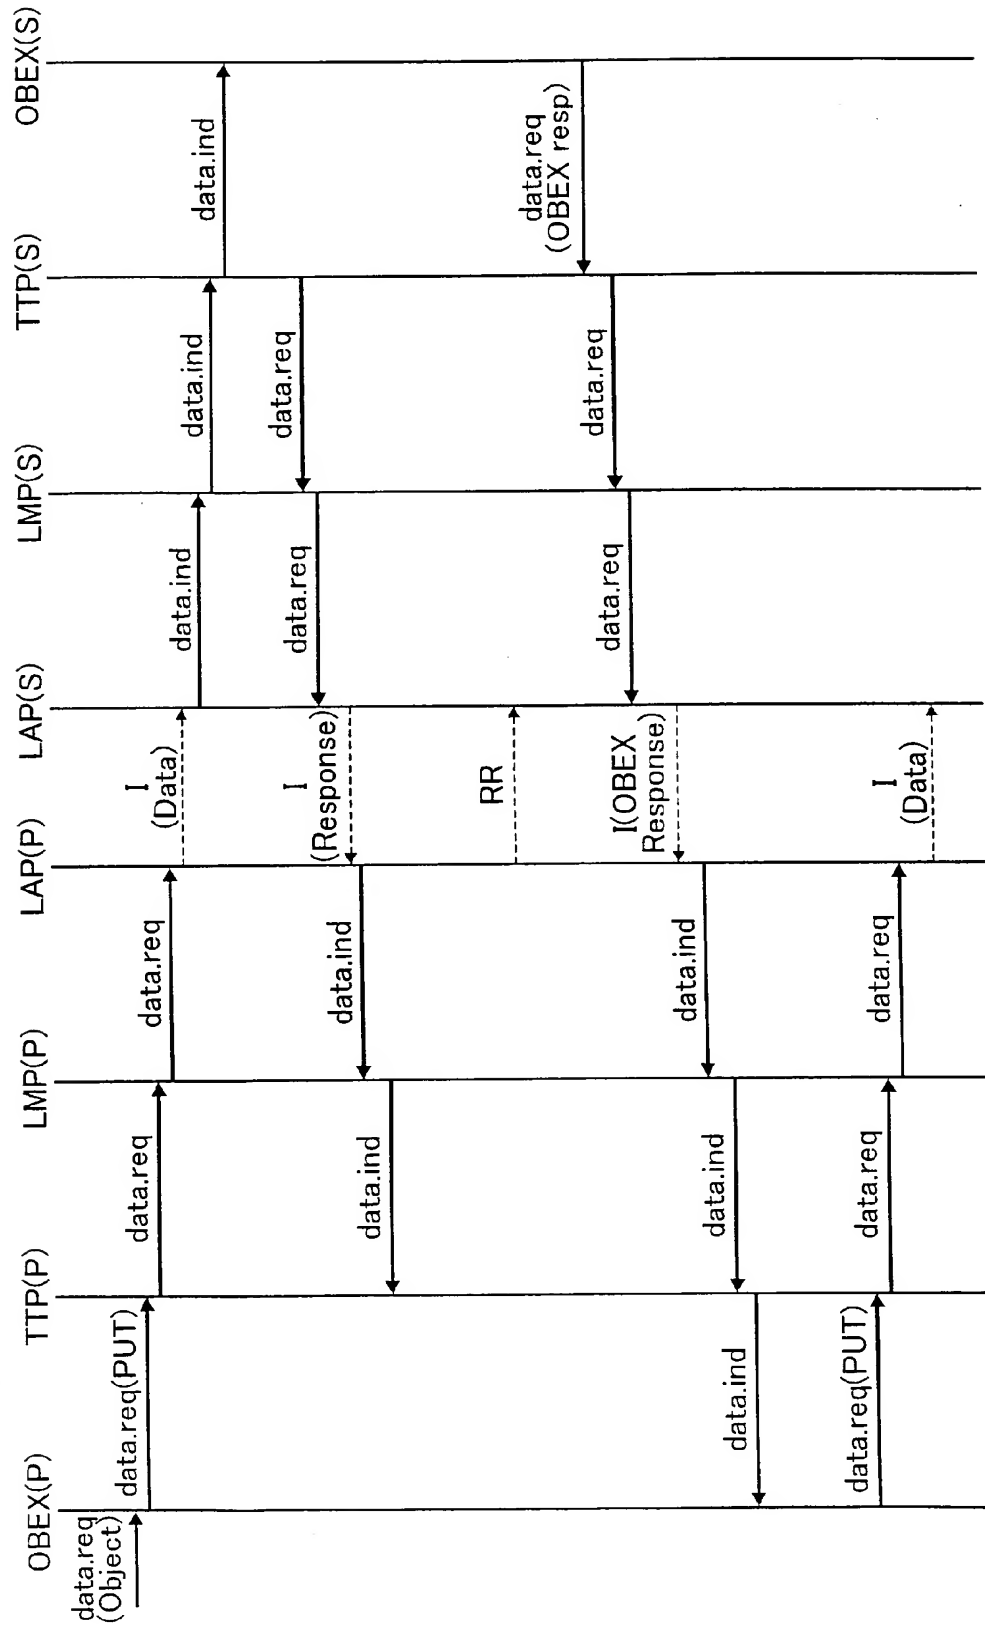 OBEX(P)
TTP(P)
LMP(P)
LAP(P)
LAP(S)
LMP(S)
TTP(S)
OBEX(S)
data.req
(Object)
data.req(PUT)
data.req
data.req
I
(Data)
data.ind
data.ind
data.ind
data.req
data.req
I
(Response)
data.ind
data.ind
RR
data.req
(OBEX resp)
data.req
data.req
I(OBEX
Response)
data.ind
data.ind
data.ind
data.req(PUT)
data.req
data.req
I
(Data)